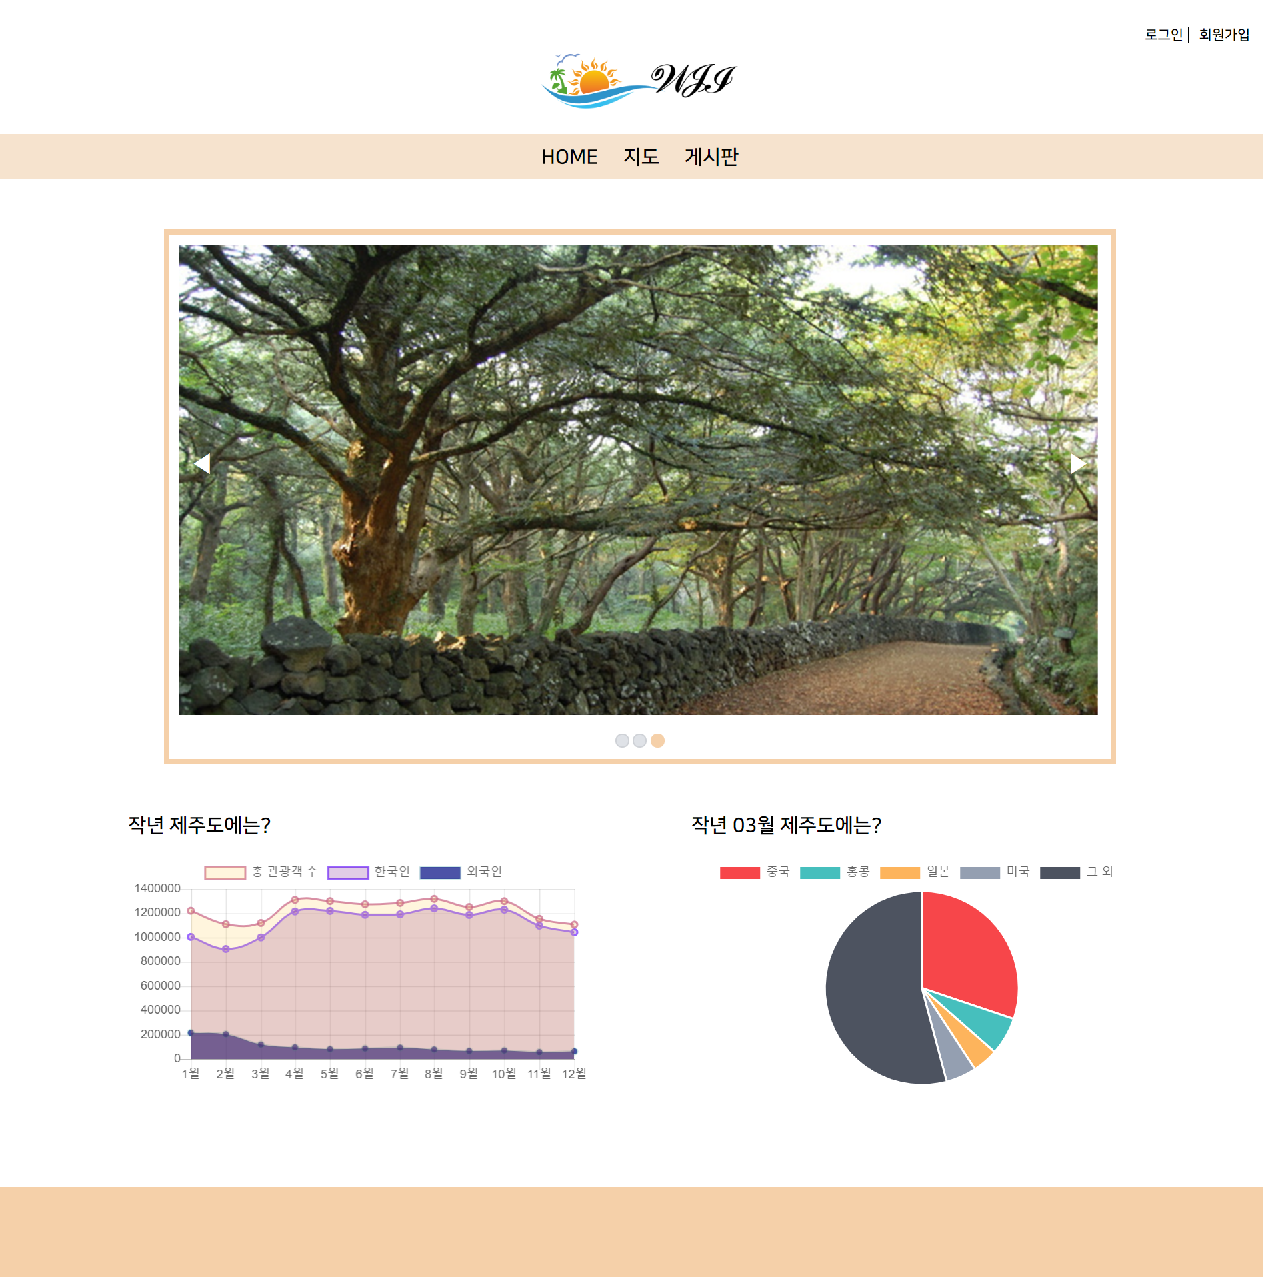 로그인 | 회원가입
WJJ
HOME 지도 게시판
작년 제주도에는?
작년 03월 제주도에는?
총 관광객 수 한국인 외국인
1400000
1200000
1000000
800000
600000
400000
200000
0
1월 2월 3월 4월 5월 6월 7월 8월 9월 10월 11월 12월
중국 홍콩 일본 미국 그 외